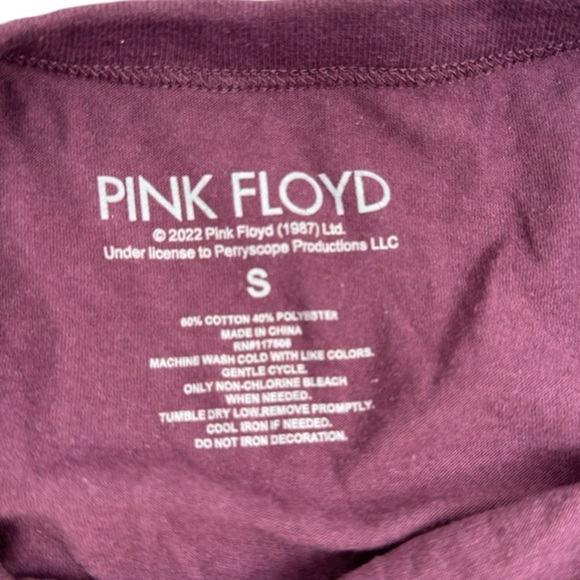 PINK FLOYD
© 2022 Pink Floyd (1987) Ltd.
Under license to Perryscope Productions LLC
S
60% COTTON 40% POLYESTER
MADE IN CHINA
RN#117506
MACHINE WASH COLD WITH LIKE COLORS.
GENTLE CYCLE.
ONLY NON-CHLORINE BLEACH
WHEN NEEDED.
TUMBLE DRY LOW.REMOVE PROMPTLY.
COOL IRON IF NEEDED.
DO NOT IRON DECORATION.